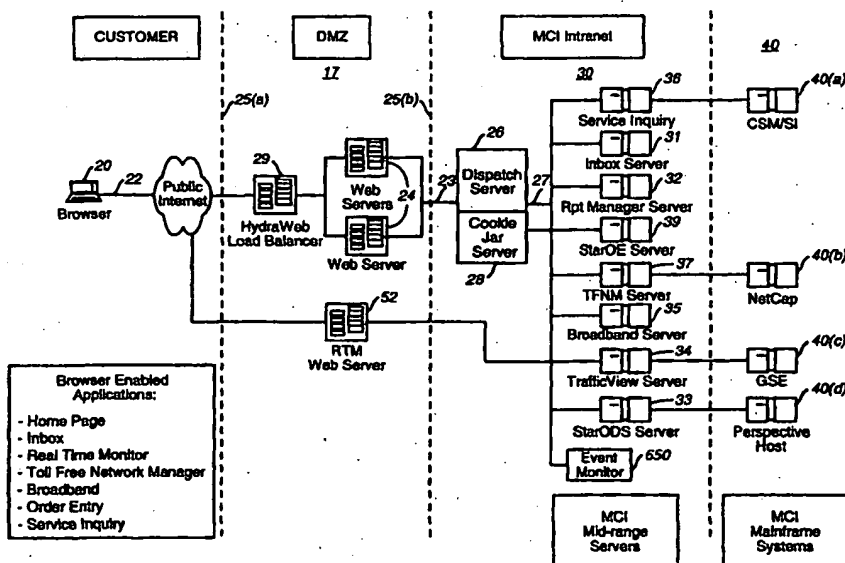 CUSTOMER
DMZ
MCI Intranet
40
17
30
25(a)
25(b)
36
40(a)
Service Inquiry
CSM/SI
26
31
Inbox Server
29
20
22
Public
Internet
Browser
HydraWeb
Load Balancer
Web
Servers
24
Web Server
23
Dispatch
Server
27
32
Rpt Manager Server
Cookie
Jar
Server
28
39
StarOE Server
37
40(b)
TFNM Server
NetCap
35
Broadband Server
52
RTM
Web Server
34
40(c)
TrafficView Server
GSE
33
40(d)
StarODS Server
Perspective
Host
Event
Monitor
650
Browser Enabled
Applications:
- Home Page
- Inbox
- Real Time Monitor
- Toll Free Network Manager
- Broadband
- Order Entry
- Service Inquiry
MCI
Mid-range
Servers
MCI
Mainframe
Systems